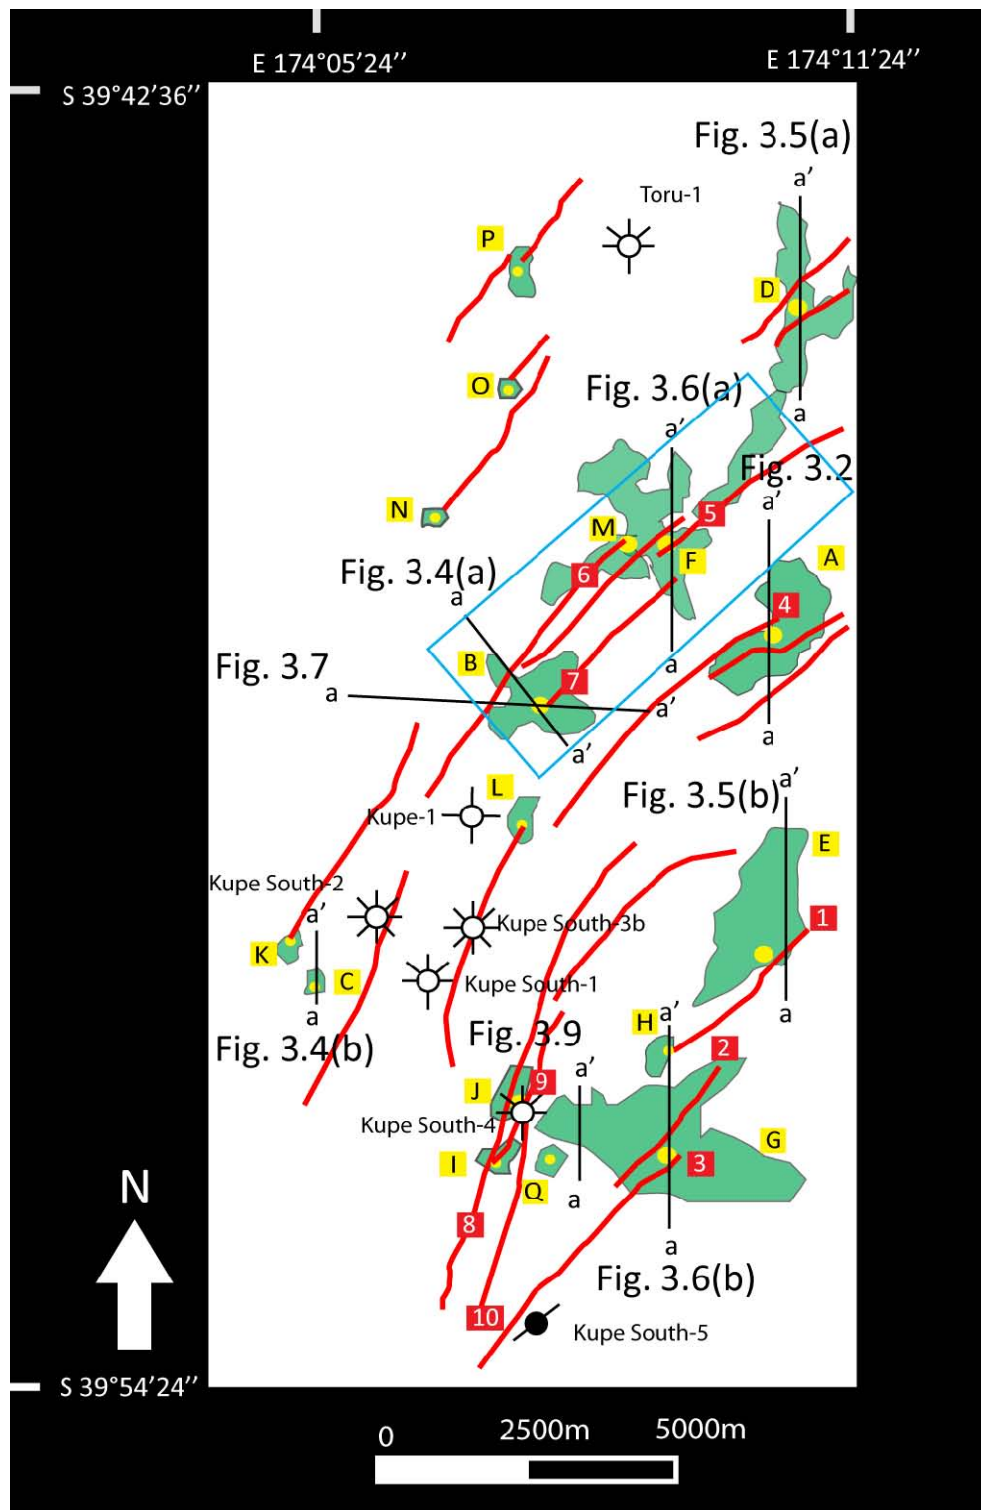 E 174°05’24’’
E 174°11’24’’
S 39°42’36’’
Fig. 3.5(a)
a’
Toru-1
P
D
Fig. 3.6(a)
O
a
a’
Fig. 3.2
a’
N
5
M
F
A
Fig. 3.4(a)
6
a
4
B
a
7
Fig. 3.7
a
a’
a
a’
Fig. 3.5(b)
a’
L
Kupe-1
E
Kupe South-2
a’
1
Kupe South-3b
K
C
Kupe South-1
a
a
Fig. 3.4(b)
Fig. 3.9
H
a’
2
a’
9
J
Kupe South-4
G
I
3
Q
a
N
8
a
Fig. 3.6(b)
10
Kupe South-5
S 39°54’24’’
0
2500m
5000m